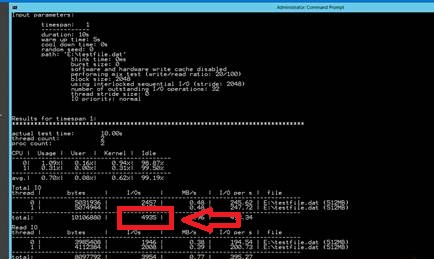 Administrator: Command Prompt
Input parameters:
timespan: 1
duration: 10s
warm up time: 5s
cool down time: 0s
random seed: 0
path: 'E:\testfile.dat'
think time: 0ms
burst size: 0
software and hardware write cache disabled
performing mix test (write/read ratio: 20/100)
block size: 2048
using interlocked sequential I/O (stride: 2048)
number of outstanding I/O operations: 32
thread stride size: 0
IO priority: normal
Results for timespan 1:
actual test time: 10.00s
thread count: 2
proc count: 2
CPU | Usage | User | Kernel | Idle
0| 1.09%| 0.16%| 0.94%| 98.87%
1| 0.31%| 0.00%| 0.31%| 99.50%
avg.| 0.70%| 0.08%| 0.62%| 99.19%
Total IO
thread | bytes | I/Os | MB/s | I/O per s | file
0 | 5031936 | 2457 | 0.48 | 245.62 | E:\testfile.dat (512MB)
1 | 5074944 | 0.48 | 247.72 | E:\testfile.dat (512MB)
total: 10106880 | 4935
Read IO
thread | bytes | I/Os | MB/s | I/O per s | file
0 | 3985408 | 1946 | 0.38 | 194.54 | E:\testfile.dat (512MB)
1 | 4112384 | 2008 | 0.39 | 200.73 | E:\testfile.dat (512MB)
total: 8097792 | 3954 | 0.77 | 395.27